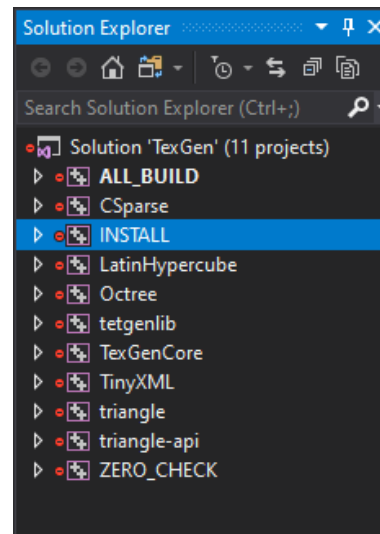 Solution Explorer
Search Solution Explorer (Ctrl+;)
Solution 'TexGen' (11 projects)
ALL_BUILD
CSparse
INSTALL
LatinHypercube
Octree
tetgenlib
TexGenCore
TinyXML
triangle
triangle-api
ZERO_CHECK